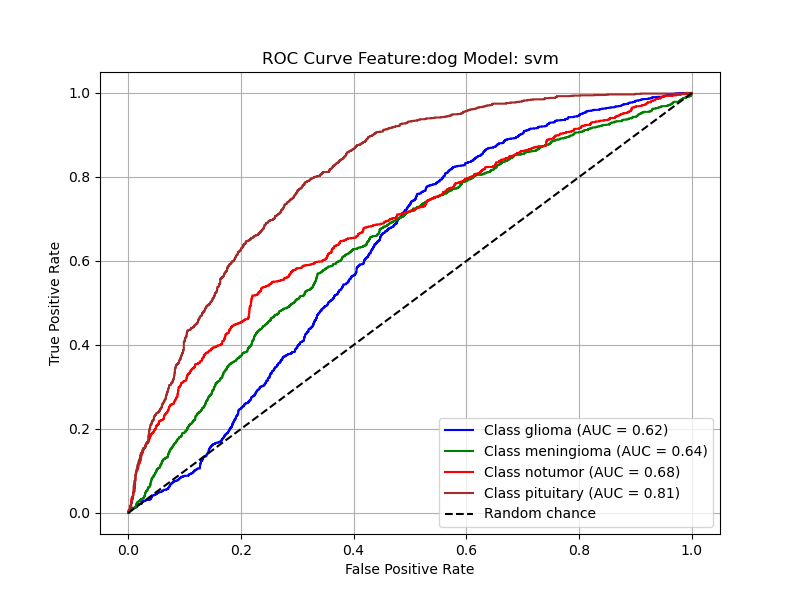 ROC Curve Feature:dog Model: svm
True Positive Rate
1.0
0.8
0.6
0.4
0.2
0.0
Class glioma (AUC = 0.62)
Class meningioma (AUC = 0.64)
Class notumor (AUC = 0.68)
Class pituitary (AUC = 0.81)
Random chance
0.0 0.2 0.4 0.6 0.8 1.0
False Positive Rate